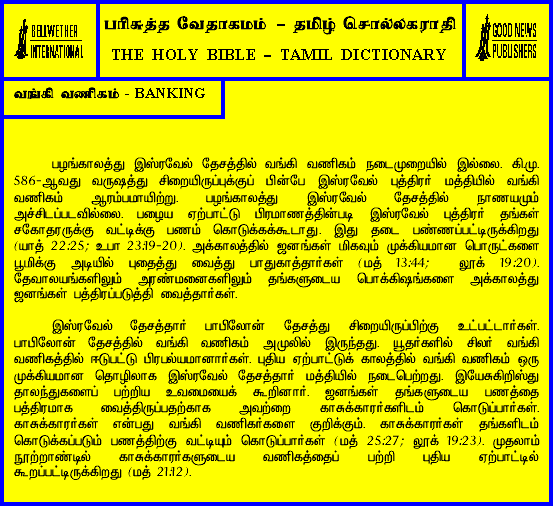 BELLWETHER
INTERNATIONAL
பரிசுத்த வேதாகமம் – தமிழ் சொல்லகராதி
THE HOLY BIBLE – TAMIL DICTIONARY
GOOD NEWS
PUBLISHERS
வங்கி வணிகம் - BANKING
பழங்காலத்து இஸ்ரவேல் தேசத்தில் வங்கி வணிகம் நடைமுறையில் இல்லை. கி.மு.
586-ஆவது வருஷத்து சிறையிருப்புக்குப் பின்பே இஸ்ரவேல் புத்திரர் மத்தியில் வங்கி
வணிகம் ஆரம்பமாயிற்று. பழங்காலத்து இஸ்ரவேல் தேசத்தில் நாணயமும்
அச்சிடப்படவில்லை. பழைய ஏற்பாட்டு பிரமாணத்தின்படி இஸ்ரவேல் புத்திரர் தங்கள்
சகோதரருக்கு வட்டிக்கு பணம் கொடுக்கக்கூடாது. இது தடை பண்ணப்பட்டிருக்கிறது
(யாத் 22:25; உபா 23:19-20). அக்காலத்தில் ஜனங்கள் மிகவும் முக்கியமான பொருட்களை
பூமிக்கு அடியில் புதைத்து வைத்து பாதுகாத்தார்கள் (மத் 13:44; லூக் 19:20).
தேவாலயங்களிலும் அரண்மனைகளிலும் தங்களுடைய பொக்கிஷங்களை அக்காலத்து
ஜனங்கள் பத்திரப்படுத்தி வைத்தார்கள்.
இஸ்ரவேல் தேசத்தார் பாபிலோன் தேசத்து சிறையிருப்பிற்கு உட்பட்டார்கள்.
பாபிலோன் தேசத்தில் வங்கி வணிகம் அமுலில் இருந்தது. யூதர்களில் சிலர் வங்கி
வணிகத்தில் ஈடுபட்டு பிரபல்யமானார்கள். புதிய ஏற்பாட்டுக் காலத்தில் வங்கி வணிகம் ஒரு
முக்கியமான தொழிலாக இஸ்ரவேல் தேசத்தார் மத்தியில் நடைபெற்றது. இயேசுகிறிஸ்து
தாலந்துகளைப் பற்றிய உவமையைக் கூறினார். ஜனங்கள் தங்களுடைய பணத்தை
பத்திரமாக வைத்திருப்பதற்காக அவற்றை காசுக்காரர்களிடம் கொடுப்பார்கள்.
காசுக்காரர்கள் என்பது வங்கி வணிகர்களை குறிக்கும். காசுக்காரர்கள் தங்களிடம்
கொடுக்கப்படும் பணத்திற்கு வட்டியும் கொடுப்பார்கள் (மத் 25:27; லூக் 19:23). முதலாம்
நூற்றாண்டில் காசுக்காரர்களுடைய வணிகத்தைப் பற்றி புதிய ஏற்பாட்டில்
கூறப்பட்டிருக்கிறது (மத் 21:12).